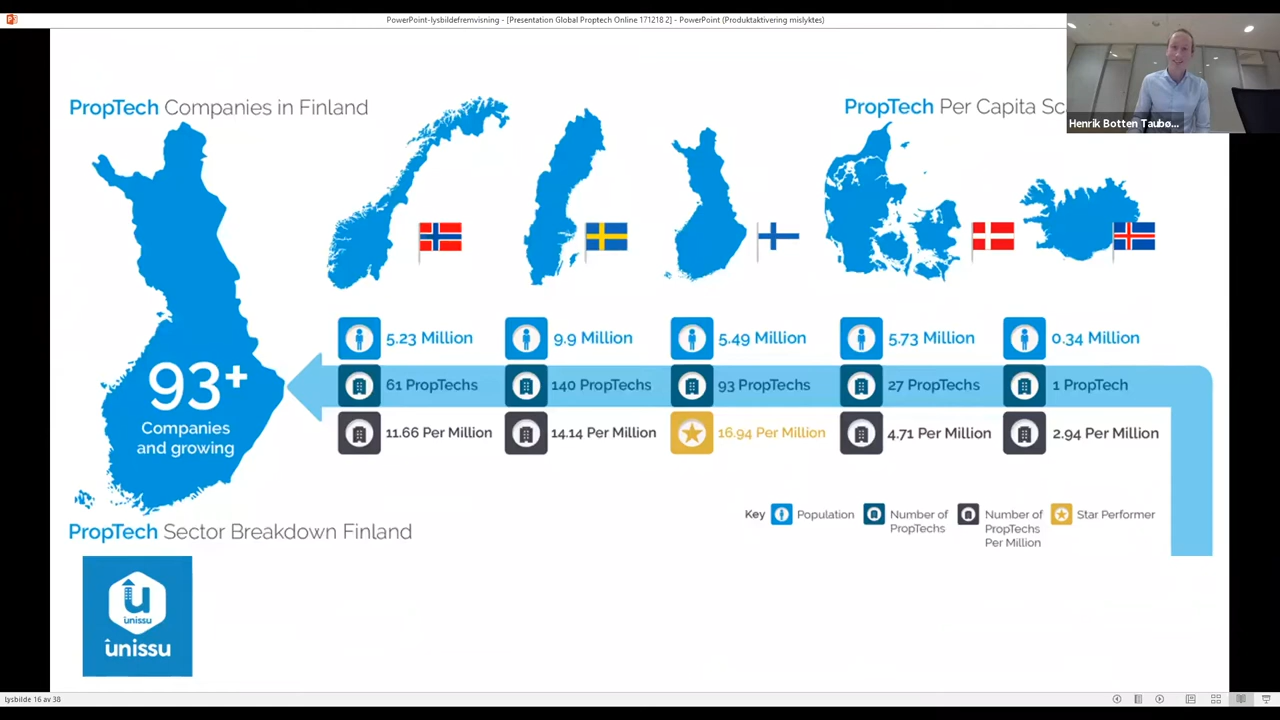 PowerPoint-lysbildefremvisning - [Presentation Global Proptech Online 171218 2] - PowerPoint (Produktaktivering mislyktes)
Henrik Botten Taubø...
PropTech Companies in Finland
PropTech Per Capita Sc
5.23 Million
9.9 Million
5.49 Million
5.73 Million
0.34 Million
61 PropTechs
140 PropTechs
93 PropTechs
27 PropTechs
1 PropTech
11.66 Per Million
14.14 Per Million
16.94 Per Million
4.71 Per Million
2.94 Per Million
93+
Companies
and growing
Key
Population
Number of
PropTechs
Number of
PropTechs
Per Million
Star Performer
PropTech Sector Breakdown Finland
u
unissu
unissu
lysbilde 16 av 38